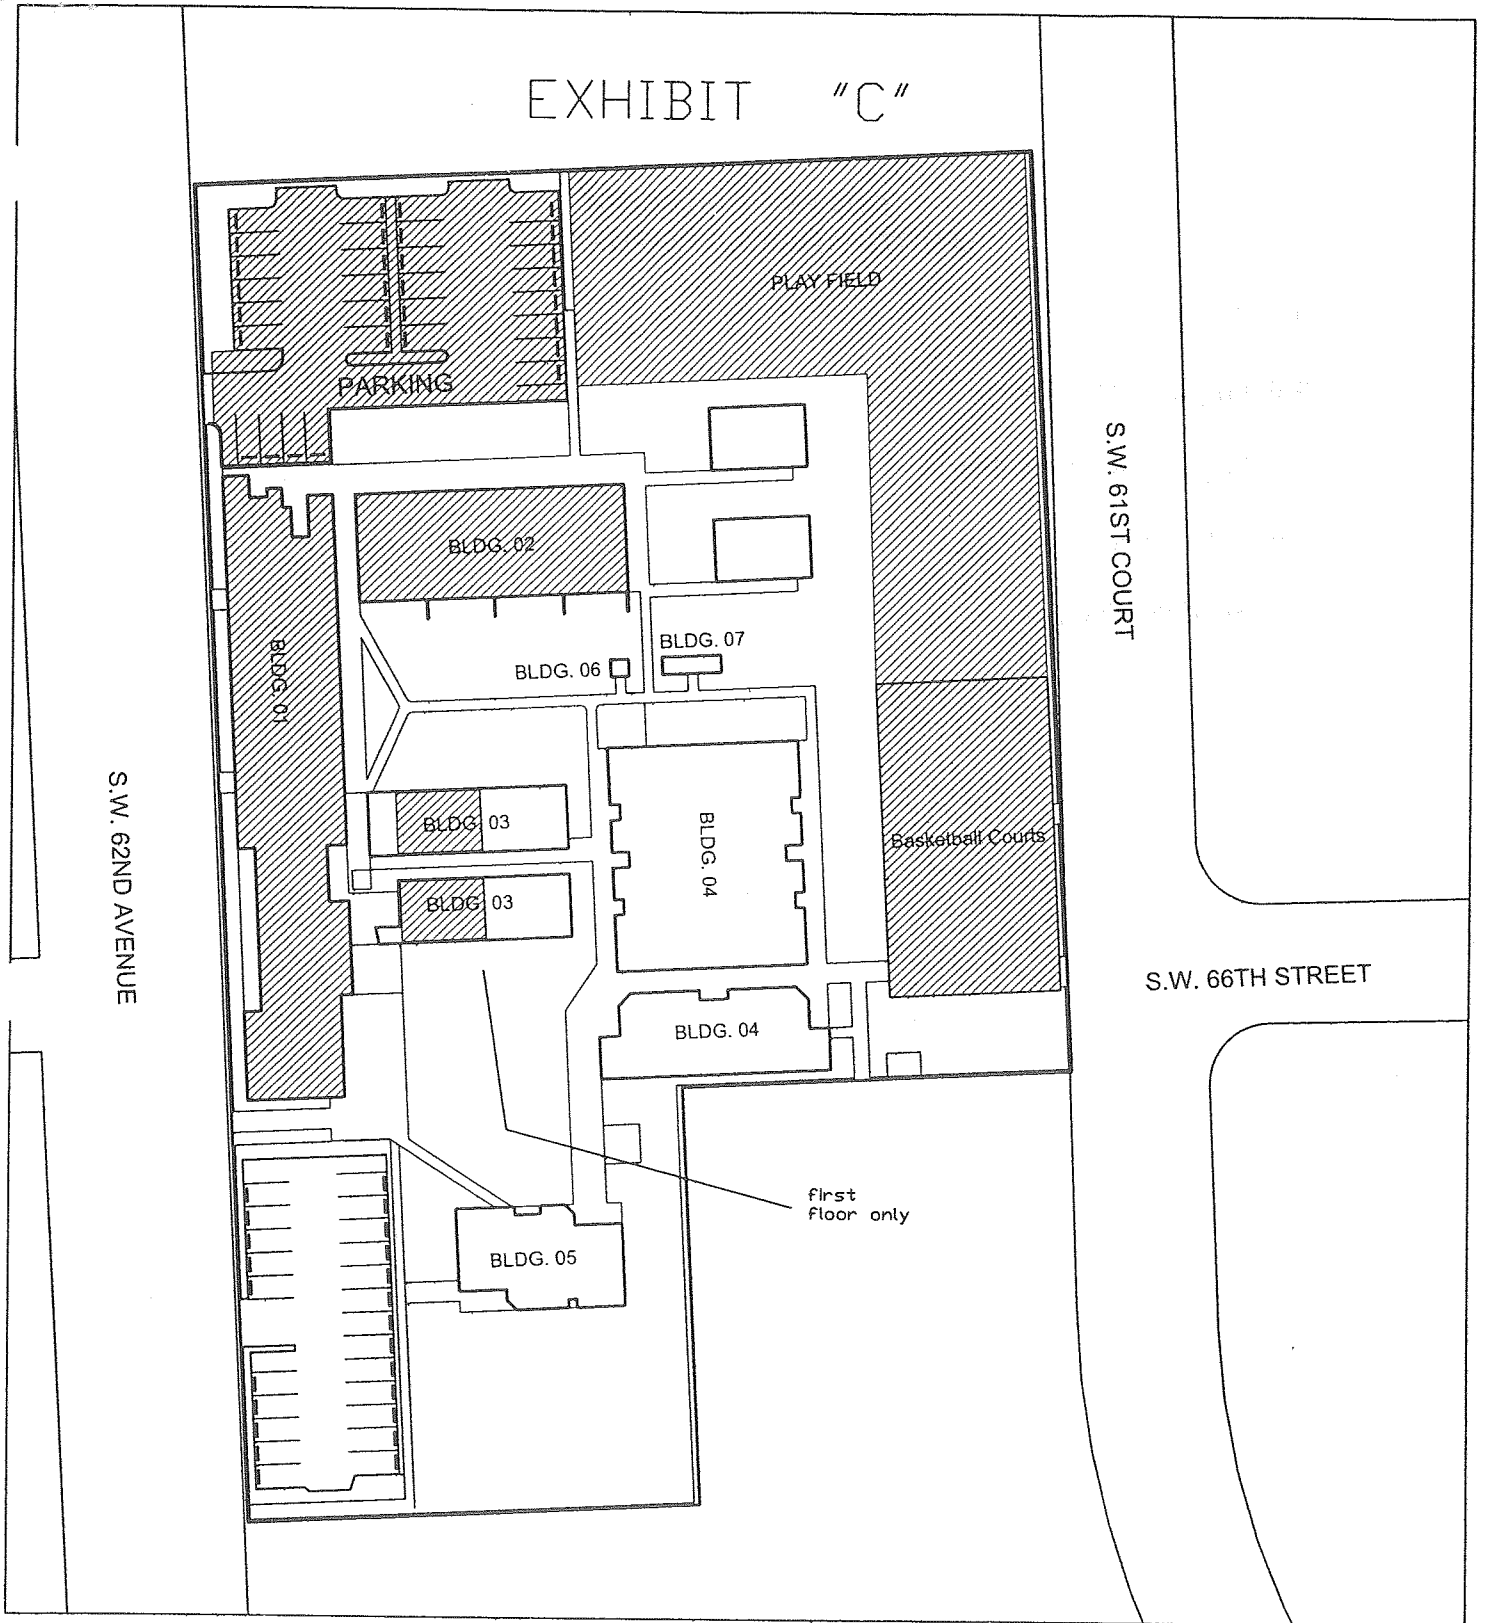 EXHIBIT "C"
PLAY FIELD
PARKING
S.W. 61ST COURT
BLDG. 02
BLDG. 07
BLDG. 06
BLDG. 01
S.W. 62ND AVENUE
BLDG. 03
BLDG. 04
Basketball Courts
BLDG. 03
S.W. 66TH STREET
BLDG. 04
first
floor only
BLDG. 05